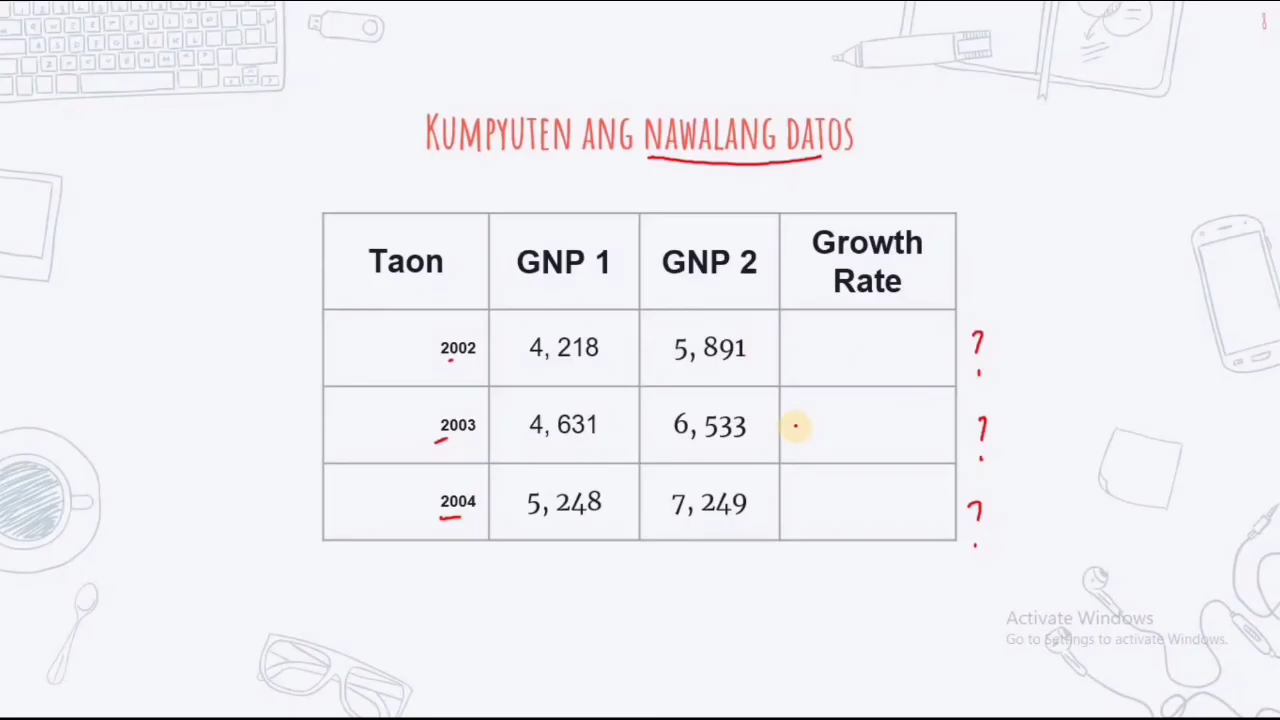 KUMPYUTEN ANG NAWALANG DATOS
Taon GNP 1 GNP 2 Growth Rate
2002 4, 218 5, 891 ?
2003 4, 631 6, 533 ?
2004 5, 248 7, 249 ?
Activate Windows
Go to Settings to activate Windows.